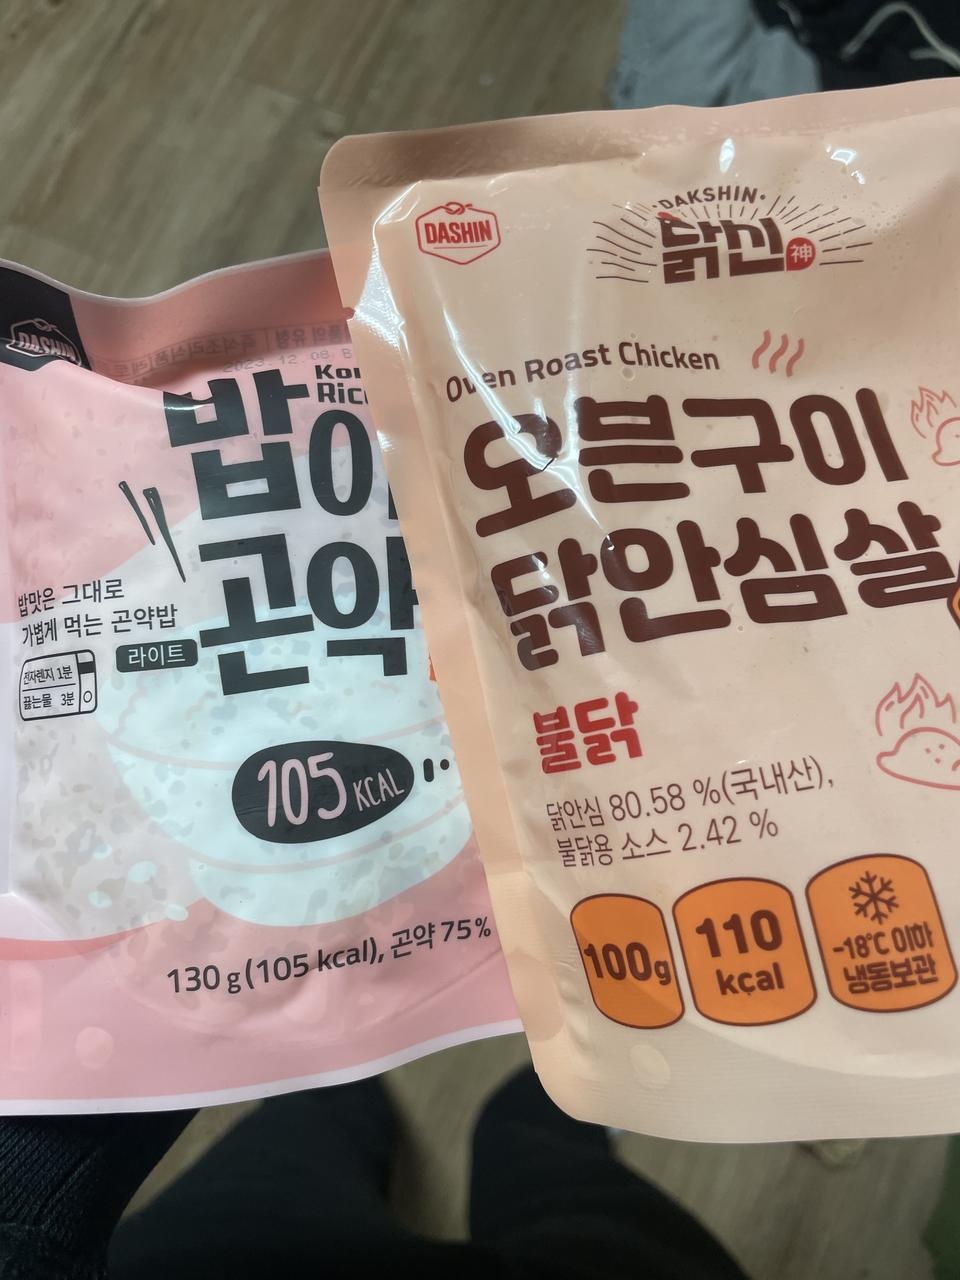 DASHIN
2023.12.08
밥이
곤약
밥맛은 그대로
가볍게 먹는 곤약밥
라이트
전자렌지 1분
끓는물 3분
105 KCAL
130 g (105 kcal), 곤약 75%
DASHIN
·DAKSHIN·
닭신 神
Oven Roast Chicken
오븐구이
닭안심살
불닭
닭안심 80.58 %(국내산),
불닭용 소스 2.42 %
100g
110
kcal
-18℃ 이하
냉동보관